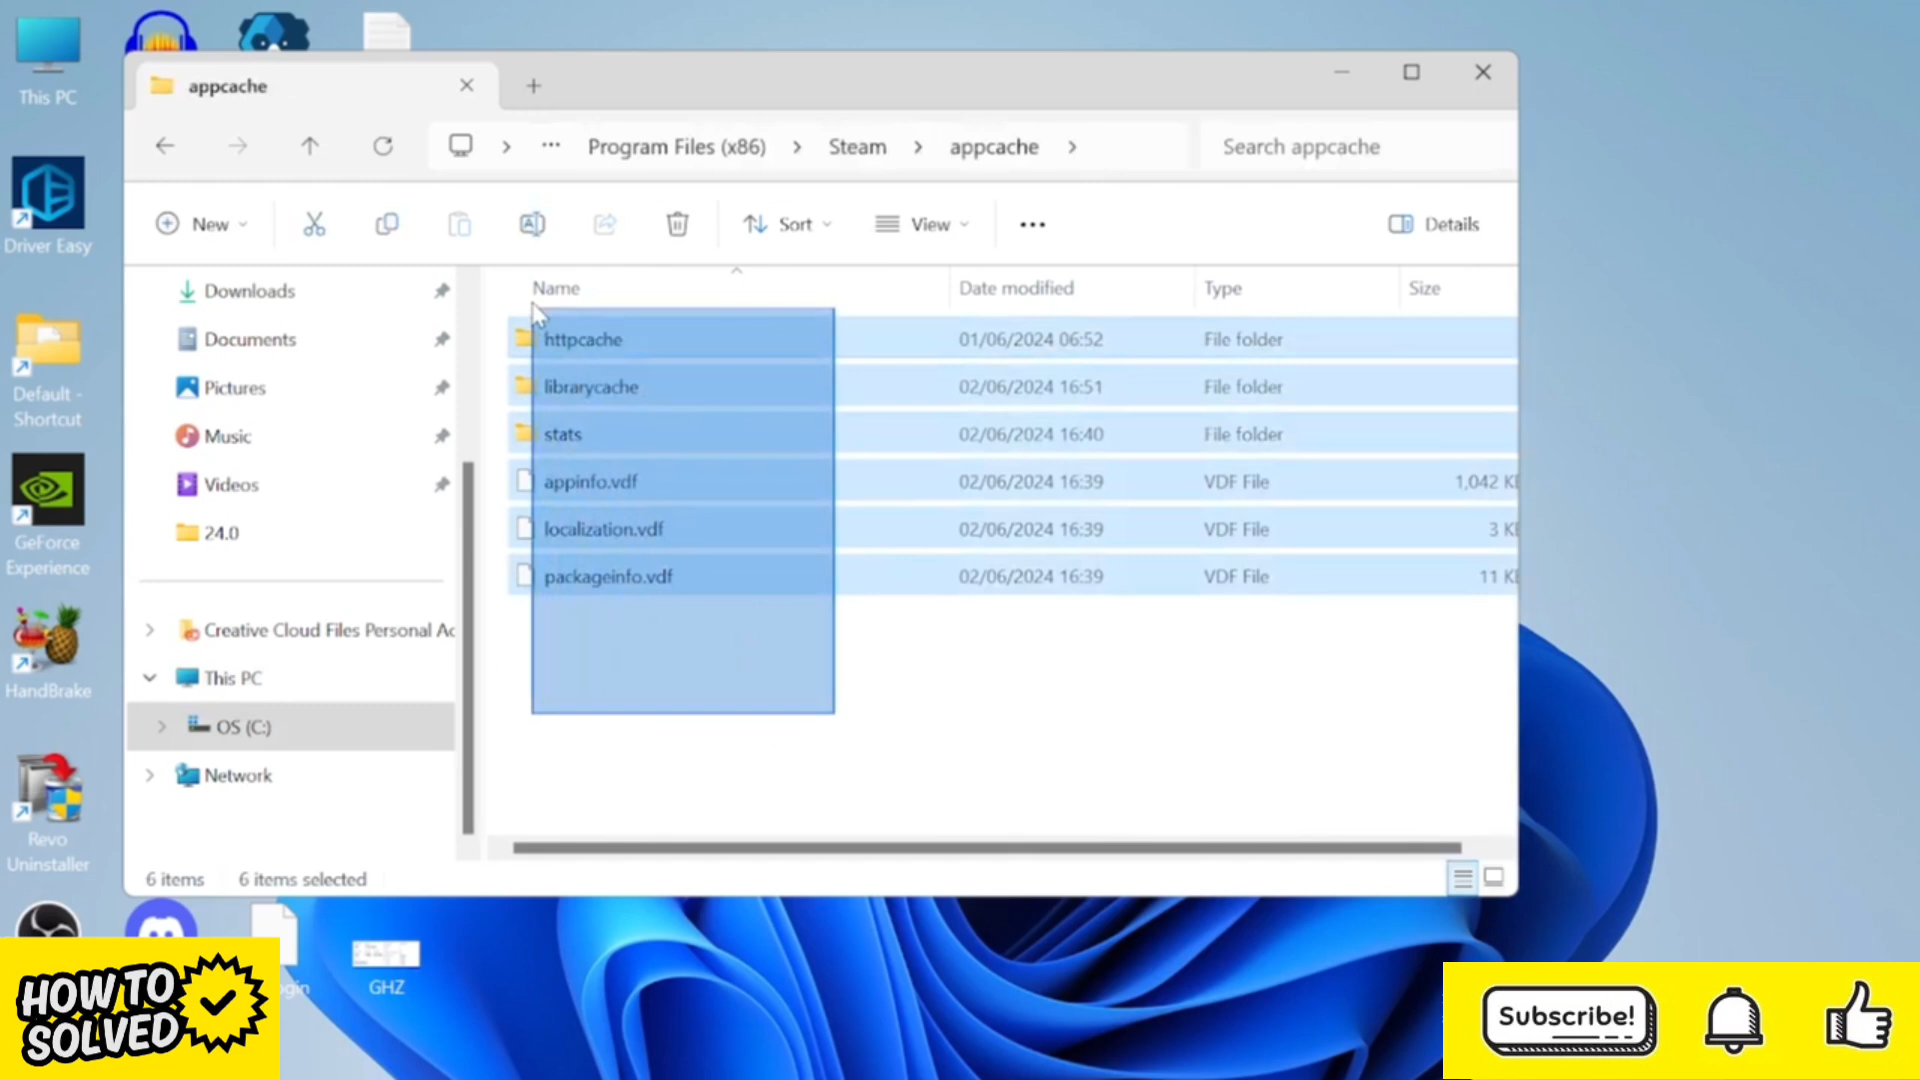 This PC
Driver Easy
Default -
Shortcut
GeForce
Experience
HandBrake
Revo
Uninstaller
appcache
Program Files (x86) Steam appcache
Search appcache
New
Sort
View
Details
Downloads
Documents
Pictures
Music
Videos
24.0
Creative Cloud Files Personal Ac
This PC
OS (C:)
Network
Name Date modified Type Size
httpcache 01/06/2024 06:52 File folder
librarycache 02/06/2024 16:51 File folder
stats 02/06/2024 16:40 File folder
appinfo.vdf 02/06/2024 16:39 VDF File 1,042 KB
localization.vdf 02/06/2024 16:39 VDF File 3 KB
packageinfo.vdf 02/06/2024 16:39 VDF File 11 KB
6 items 6 items selected
GHZ
HOW TO
SOLVED
Subscribe!